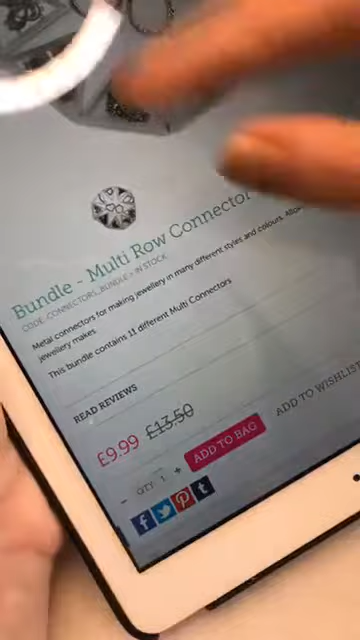 Bundle - Multi Row Connector
CODE: CONNECTORS_BUNDLE • IN STOCK
Metal connectors for making jewellery in many different styles and colours.
jewellery makes
This bundle contains 11 different Multi Connectors
READ REVIEWS
£9.99 £13.50
- QTY: 1 + ADD TO BAG ADD TO WISHLIST